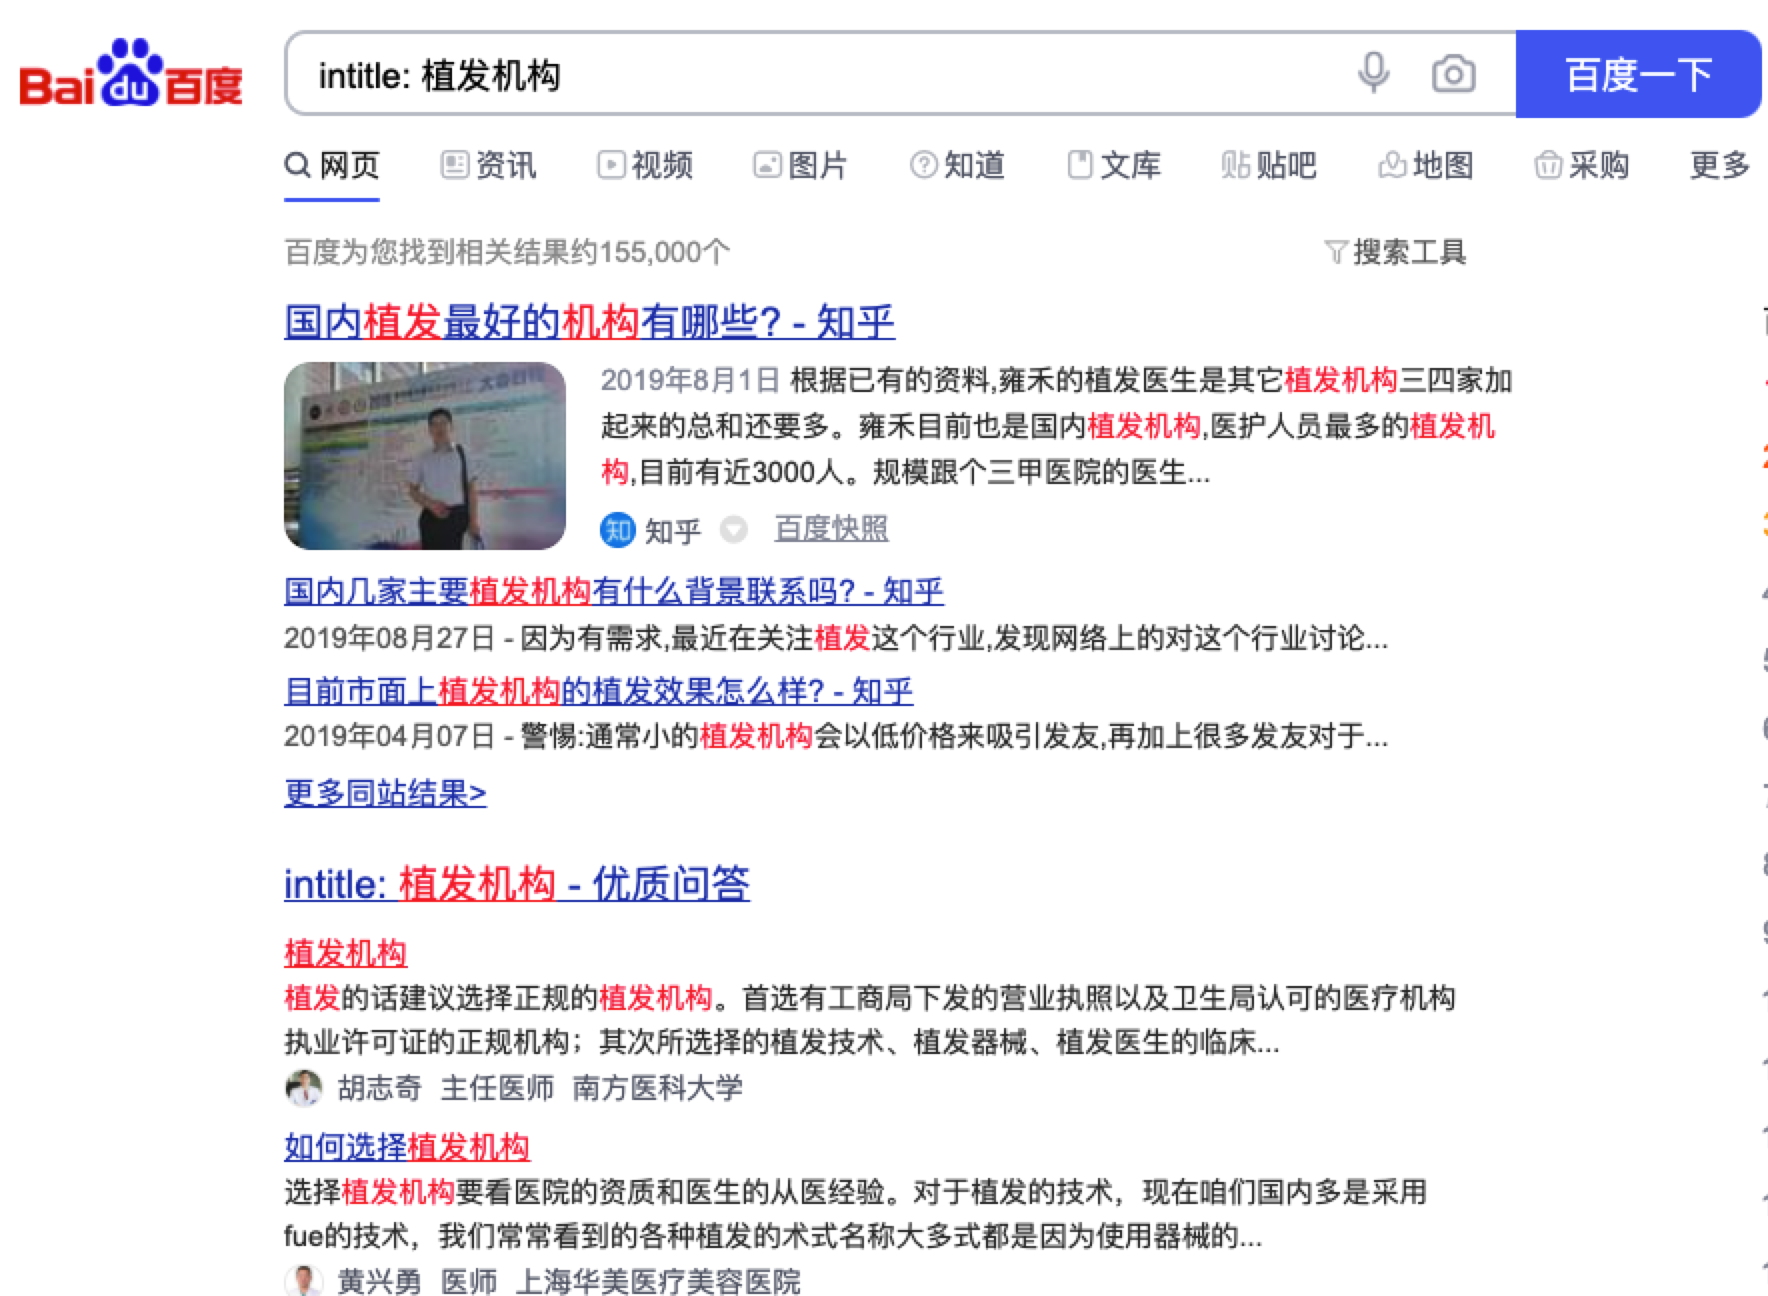 Bai du 百度
intitle: 植发机构
百度一下
网页 资讯 视频 图片 知道 文库 贴吧 地图 采购 更多
百度为您找到相关结果约155,000个
搜索工具
国内植发最好的机构有哪些? - 知乎
2019年8月1日 根据已有的资料,雍禾的植发医生是其它植发机构三四家加
起来的总和还要多。雍禾目前也是国内植发机构,医护人员最多的植发机
构,目前有近3000人。规模跟个三甲医院的医生...
知 知乎 百度快照
国内几家主要植发机构有什么背景联系吗? - 知乎
2019年08月27日 - 因为有需求,最近在关注植发这个行业,发现网络上的对这个行业讨论...
目前市面上植发机构的植发效果怎么样? - 知乎
2019年04月07日 - 警惕:通常小的植发机构会以低价格来吸引发友,再加上很多发友对于...
更多同站结果>
intitle: 植发机构 - 优质问答
植发机构
植发的话建议选择正规的植发机构。首选有工商局下发的营业执照以及卫生局认可的医疗机构
执业许可证的正规机构；其次所选择的植发技术、植发器械、植发医生的临床...
胡志奇 主任医师 南方医科大学
如何选择植发机构
选择植发机构要看医院的资质和医生的从医经验。对于植发的技术，现在咱们国内多是采用
fue的技术，我们常常看到的各种植发的术式名称大多式都是因为使用器械的...
黄兴勇 医师 上海华美医疗美容医院